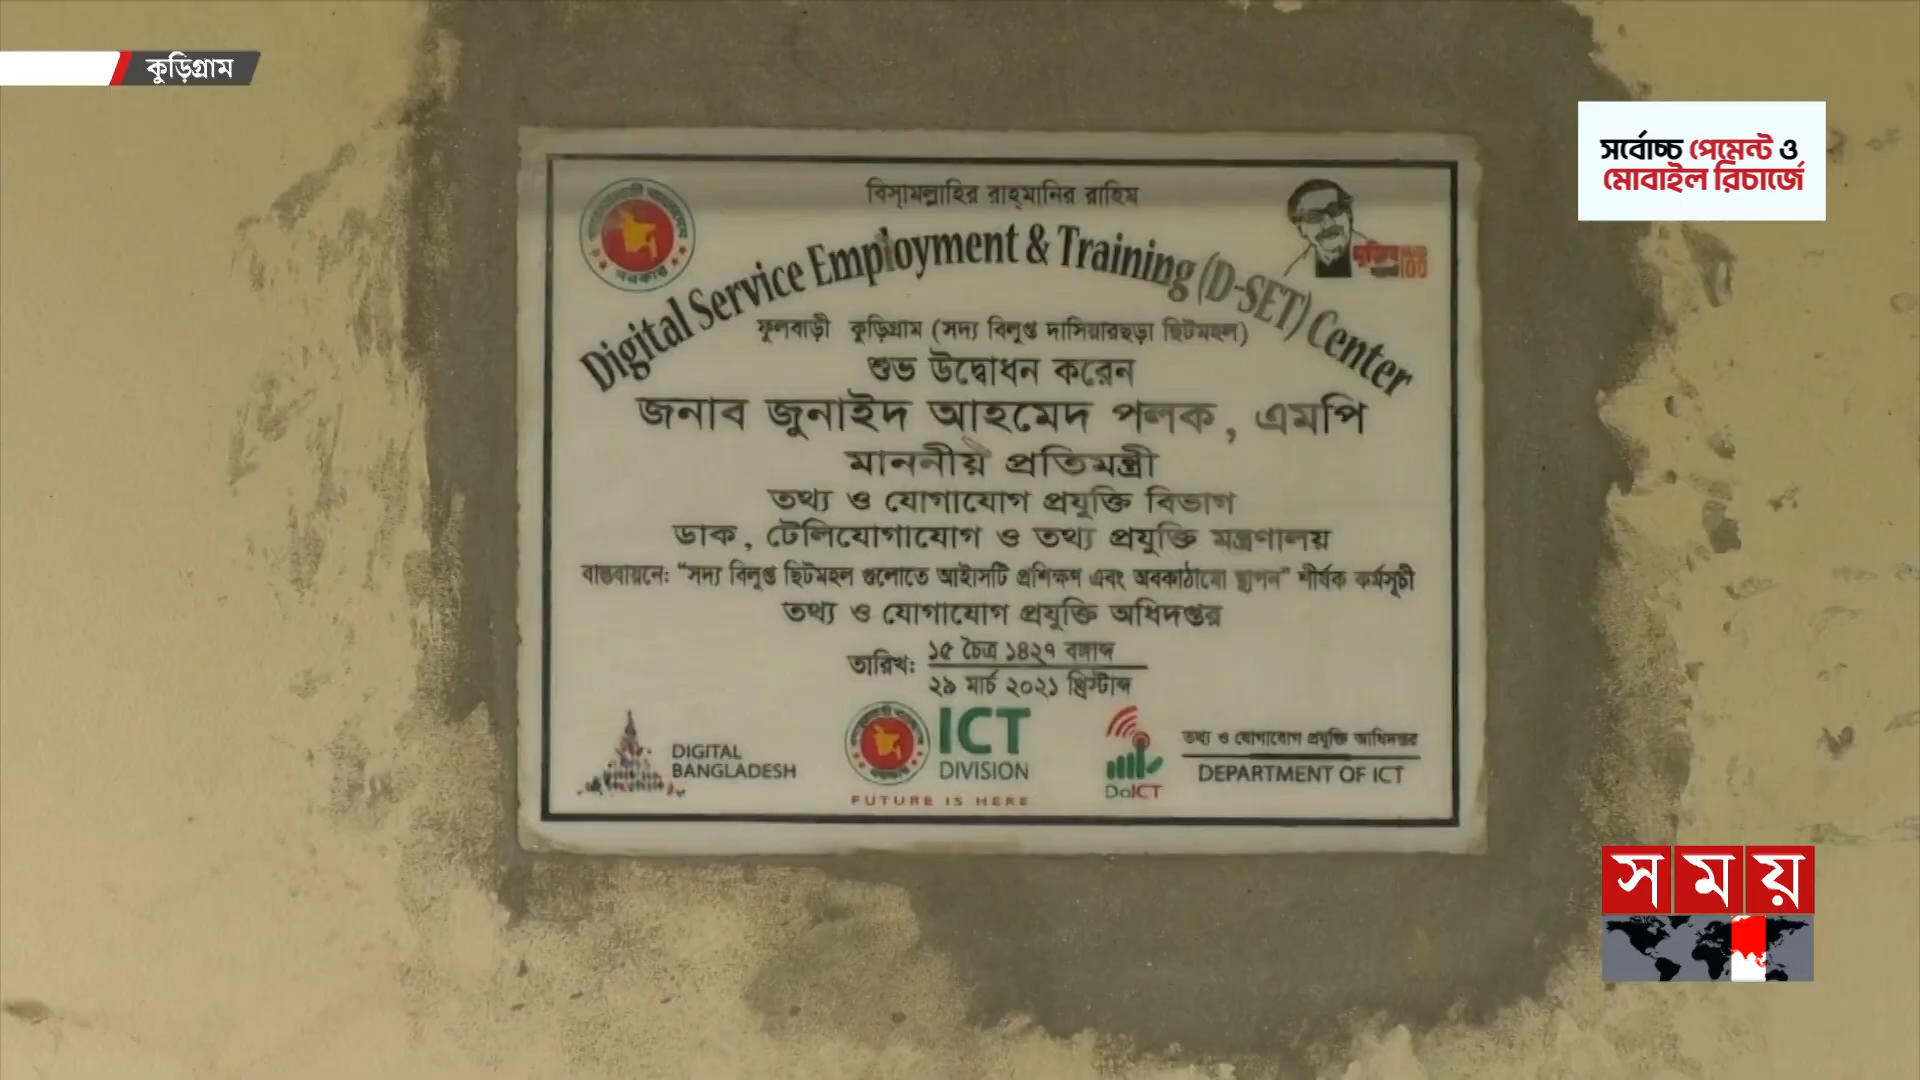 কুড়িগ্রাম
সর্বোচ্চ পেমেন্ট ও
মোবাইল রিচার্জে
বিস্‌মিল্লাহির রাহ্‌মানির রাহিম
Digital Service Employment & Training (D-SET) Center
ফুলবাড়ী কুড়িগ্রাম (সদ্য বিলুপ্ত দাসিয়ারছড়া ছিটমহল)
শুভ উদ্বোধন করেন
জনাব জুনাইদ আহমেদ পলক, এমপি
মাননীয় প্রতিমন্ত্রী
তথ্য ও যোগাযোগ প্রযুক্তি বিভাগ
ডাক, টেলিযোগাযোগ ও তথ্য প্রযুক্তি মন্ত্রণালয়
বাস্তবায়নে: "সদ্য বিলুপ্ত ছিটমহল গুলোতে আইসিটি প্রশিক্ষণ এবং অবকাঠামো স্থাপন" শীর্ষক কর্মসূচী
তথ্য ও যোগাযোগ প্রযুক্তি অধিদপ্তর
তারিখ: ১৫ চৈত্র ১৪২৭ বঙ্গাব্দ
২৯ মার্চ ২০২১ খ্রিস্টাব্দ
DIGITAL
BANGLADESH
ICT
DIVISION
FUTURE IS HERE
DoICT
তথ্য ও যোগাযোগ প্রযুক্তি অধিদপ্তর
DEPARTMENT OF ICT
সময়